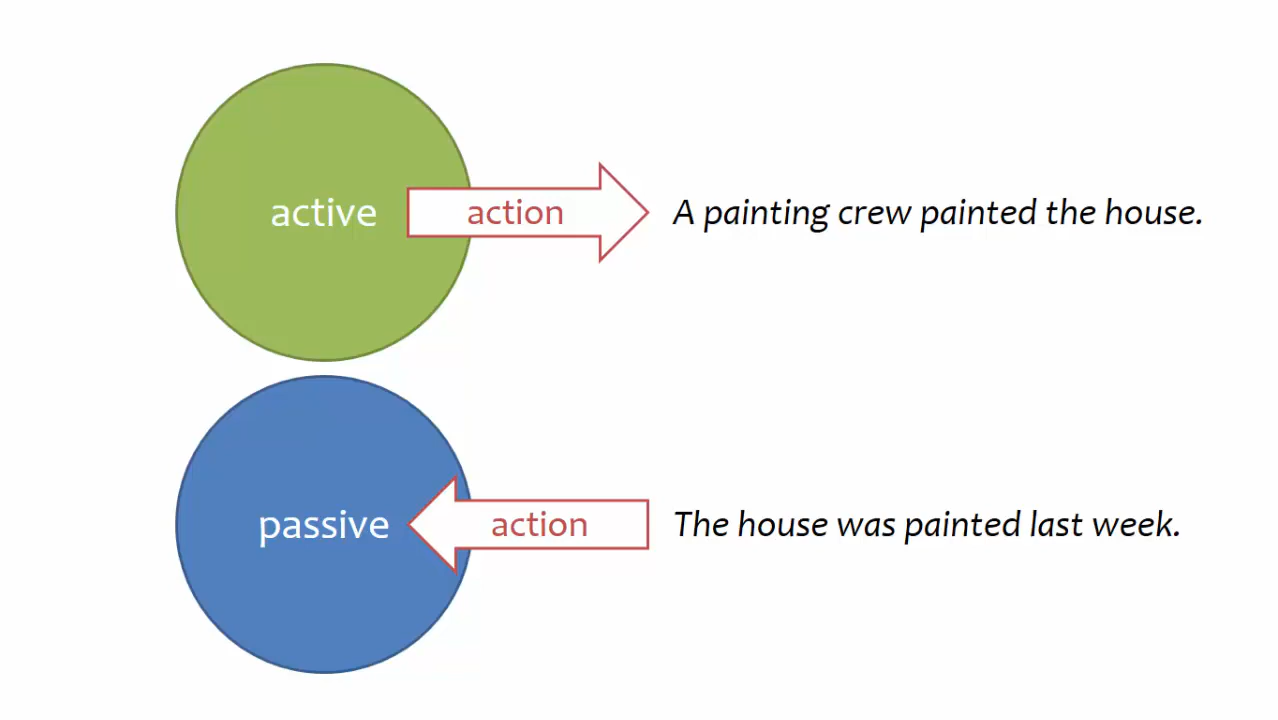 active action A painting crew painted the house.
passive action The house was painted last week.